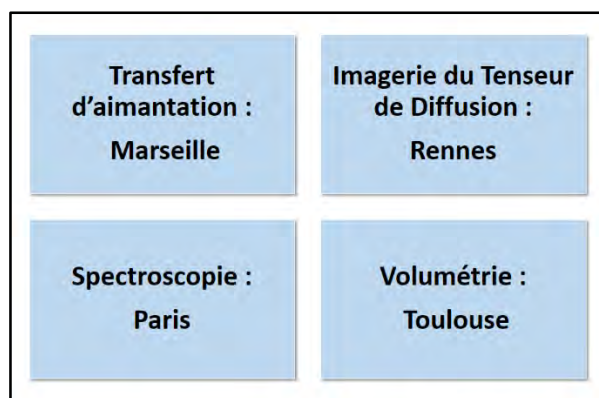 Transfert
d'aimantation :
Marseille
Imagerie du Tenseur
de Diffusion :
Rennes
Spectroscopie :
Paris
Volumétrie :
Toulouse